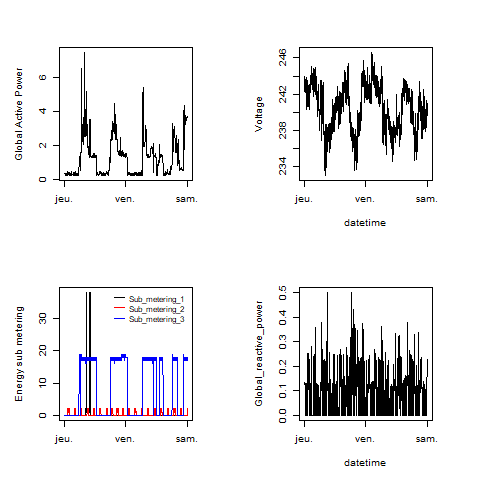 Global Active Power
0 2 4 6
jeu. ven. sam.
Voltage
234 238 242 246
jeu. ven. sam.
datetime
Energy sub metering
0 10 20 30
Sub_metering_1
Sub_metering_2
Sub_metering_3
jeu. ven. sam.
Global_reactive_power
0.0 0.1 0.2 0.3 0.4 0.5
jeu. ven. sam.
datetime